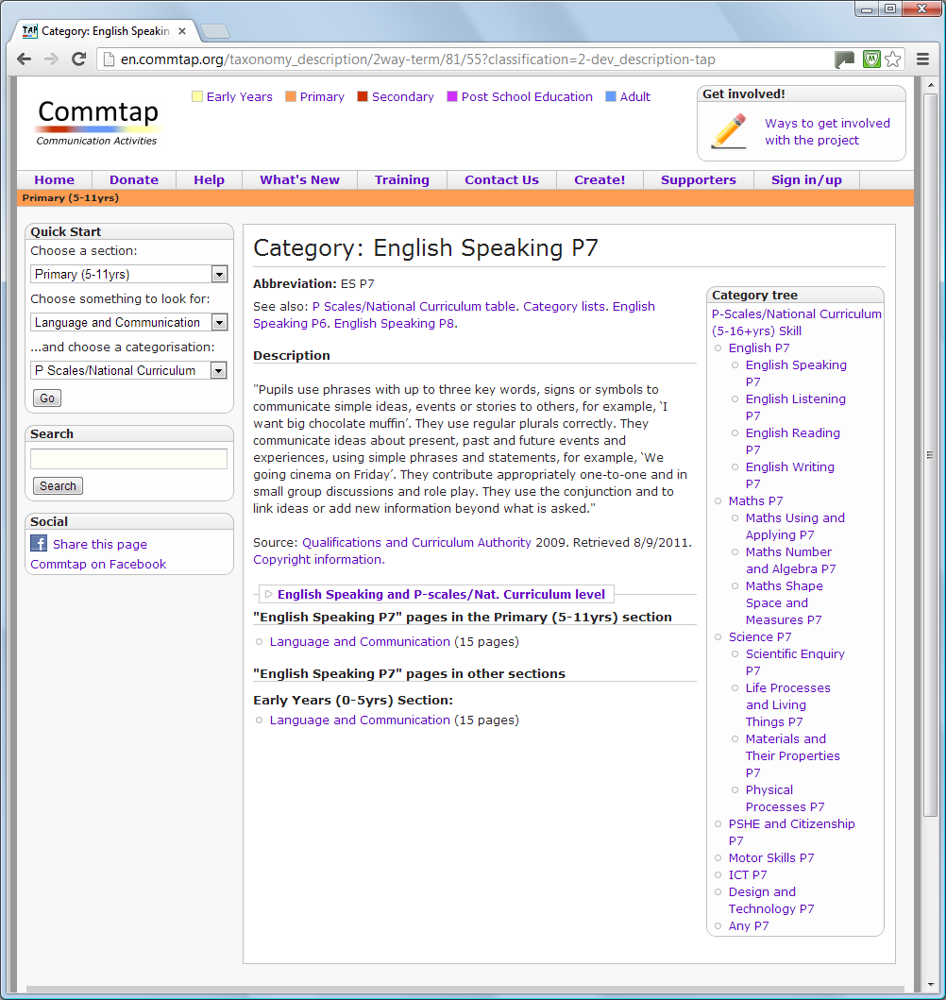 Category: English Speakin
en.commtap.org/taxonomy_description/2way-term/81/55?classification=2-dev_description-tap
Commtap
Communication Activities
Early Years Primary Secondary Post School Education Adult
Get involved!
Ways to get involved
with the project
Home Donate Help What's New Training Contact Us Create! Supporters Sign in/up
Primary (5-11yrs)
Quick Start
Choose a section:
Primary (5-11yrs)
Choose something to look for:
Language and Communication
...and choose a categorisation:
P Scales/National Curriculum
Go
Search
Search
Social
Share this page
Commtap on Facebook
Category: English Speaking P7
Abbreviation: ES P7
See also: P Scales/National Curriculum table. Category lists. English
Speaking P6. English Speaking P8.
Description
"Pupils use phrases with up to three key words, signs or symbols to
communicate simple ideas, events or stories to others, for example, ‘I
want big chocolate muffin’. They use regular plurals correctly. They
communicate ideas about present, past and future events and
experiences, using simple phrases and statements, for example, ‘We
going cinema on Friday’. They contribute appropriately one-to-one and in
small group discussions and role play. They use the conjunction and to
link ideas or add new information beyond what is asked."
Source: Qualifications and Curriculum Authority 2009. Retrieved 8/9/2011.
Copyright information.
English Speaking and P-scales/Nat. Curriculum level
"English Speaking P7" pages in the Primary (5-11yrs) section
Language and Communication (15 pages)
"English Speaking P7" pages in other sections
Early Years (0-5yrs) Section:
Language and Communication (15 pages)
Category tree
P-Scales/National Curriculum
(5-16+yrs) Skill
English P7
English Speaking
P7
English Listening
P7
English Reading
P7
English Writing
P7
Maths P7
Maths Using and
Applying P7
Maths Number
and Algebra P7
Maths Shape
Space and
Measures P7
Science P7
Scientific Enquiry
P7
Life Processes
and Living
Things P7
Materials and
Their Properties
P7
Physical
Processes P7
PSHE and Citizenship
P7
Motor Skills P7
ICT P7
Design and
Technology P7
Any P7